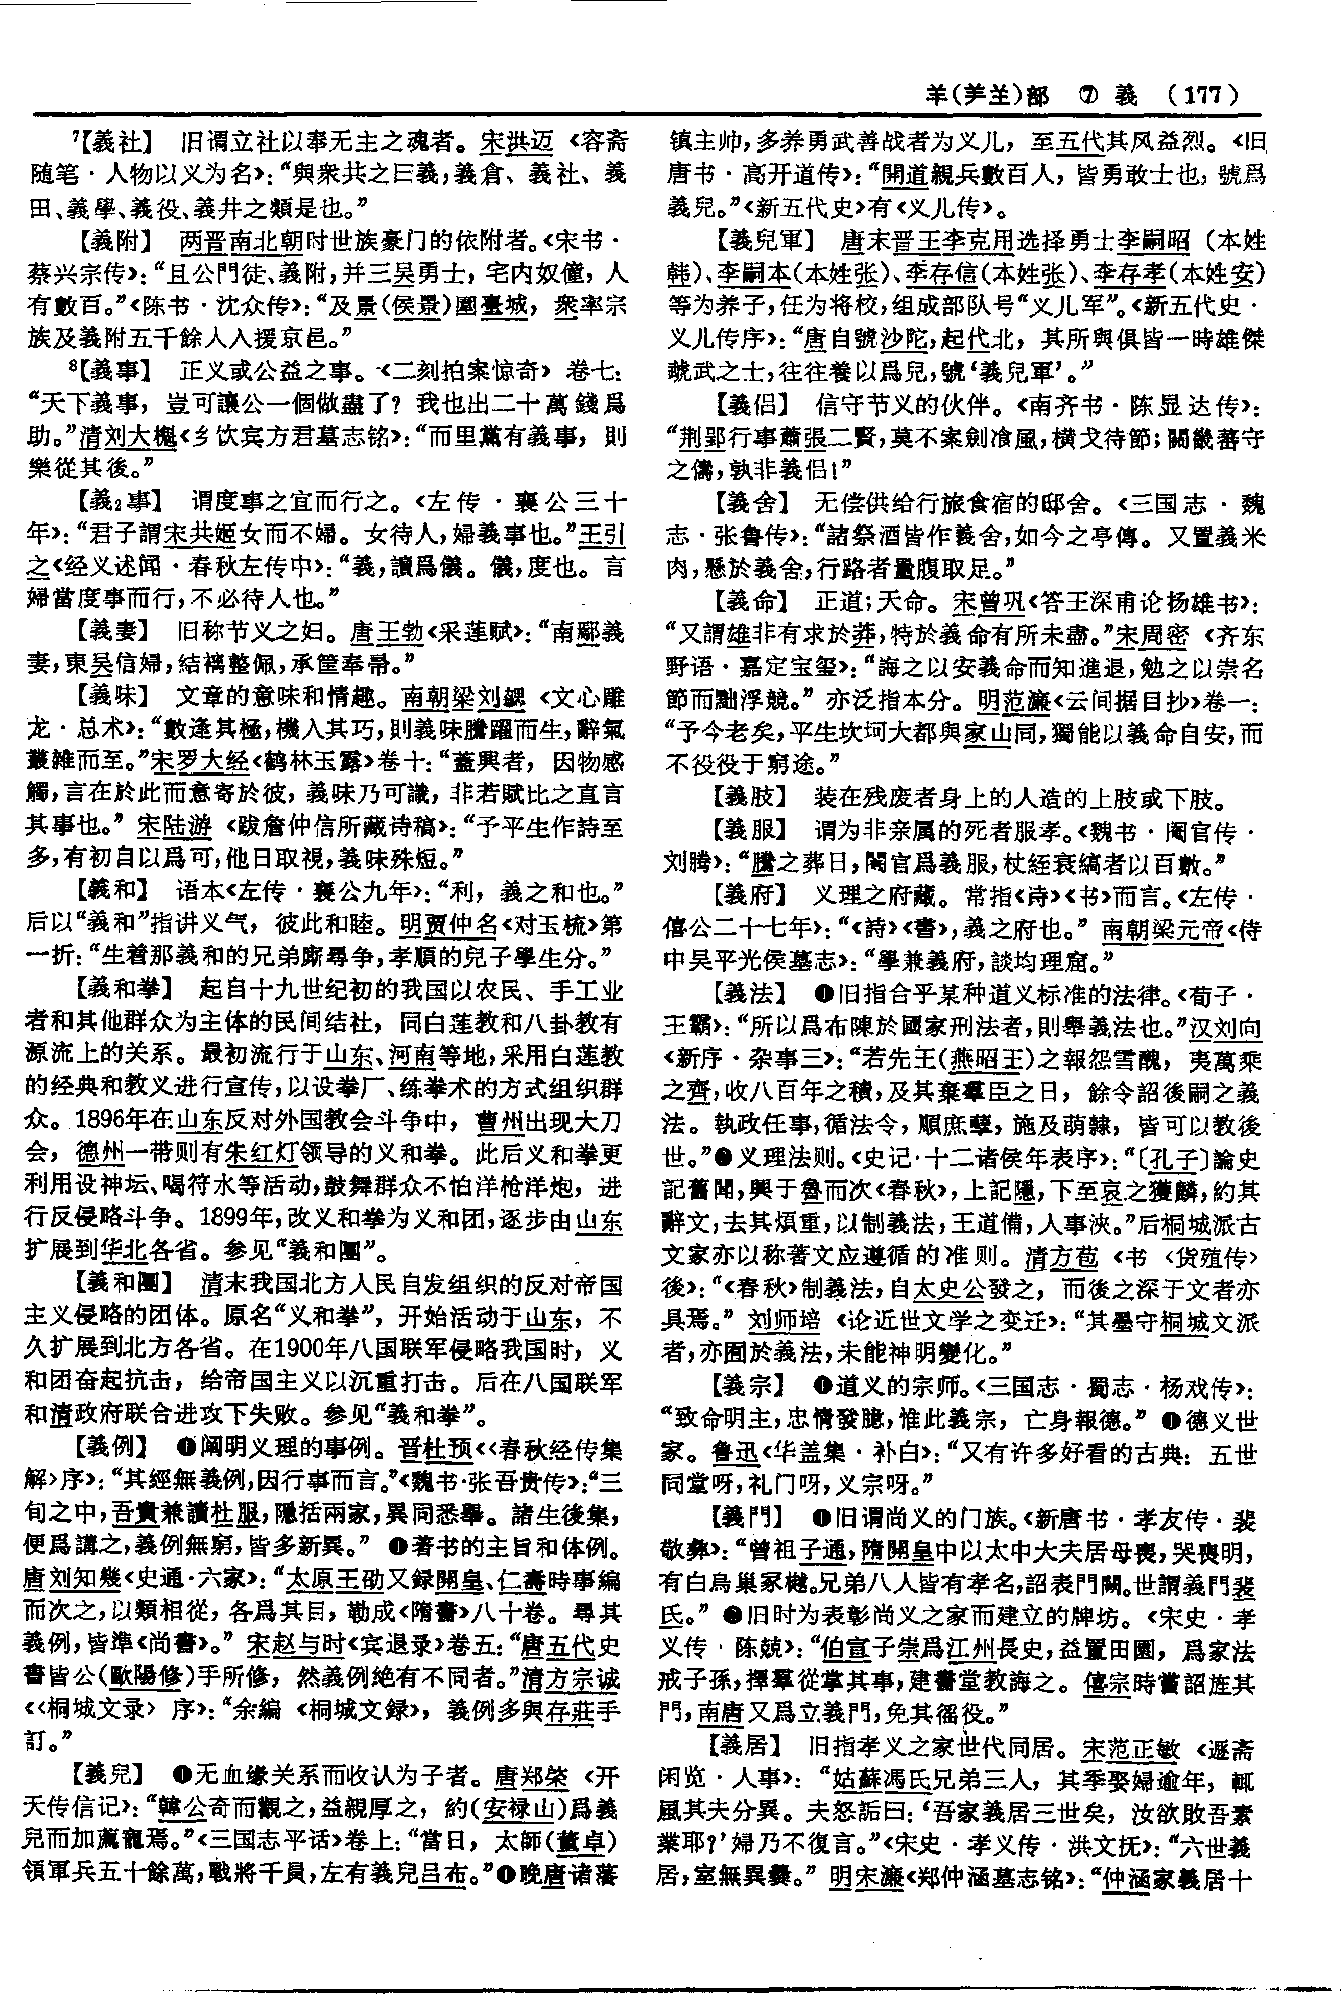 羊(⺶⺷)部 ⑦ 義 (177)
⁷【義社】 旧谓立社以奉无主之魂者。宋洪迈《容斋
随笔·人物以义为名》:“與衆共之曰義,義倉、義社、義
田、義學、義役、義井之類是也。”
【義附】 两晋南北朝时世族豪门的依附者。《宋书·
蔡兴宗传》:“且公門徒、義附,并三吴勇士,宅内奴僮,人
有數百。”《陈书·沈众传》:“及景(侯景)圍臺城,衆率宗
族及義附五千餘人入援京邑。”
⁸【義事】 正义或公益之事。《二刻拍案惊奇》卷七:
“天下義事,豈可讓公一個做盡了?我也出二十萬錢爲
助。”清刘大櫆《乡饮宾方君墓志铭》:“而里黨有義事,則
樂從其後。”
【義₂事】 谓度事之宜而行之。《左传·襄公三十
年》:“君子謂宋共姬女而不婦。女待人,婦義事也。”王引
之《经义述闻·春秋左传中》:“義,讀爲儀。儀,度也。言
婦當度事而行,不必待人也。”
【義妻】 旧称节义之妇。唐王勃《采莲赋》:“南鄢義
妻,東吴信婦,結褵整佩,承筐奉帚。”
【義味】 文章的意味和情趣。南朝梁刘勰《文心雕
龙·总术》:“數逢其極,機入其巧,則義味騰躍而生,辭氣
叢雜而至。”宋罗大经《鹤林玉露》卷十:“蓋興者,因物感
觸,言在於此而意寄於彼,義味乃可識,非若賦比之直言
其事也。”宋陆游《跋詹仲信所藏诗稿》:“予平生作詩至
多,有初自以爲可,他日取視,義味殊短。”
【義和】 语本《左传·襄公九年》:“利,義之和也。”
后以“義和”指讲义气,彼此和睦。明贾仲名《对玉梳》第
一折:“生着那義和的兄弟厮尋争,孝順的兒子學生分。”
【義和拳】 起自十九世纪初的我国以农民、手工业
者和其他群众为主体的民间结社,同白莲教和八卦教有
源流上的关系。最初流行于山东、河南等地,采用白莲教
的经典和教义进行宣传,以设拳厂、练拳术的方式组织群
众。1896年在山东反对外国教会斗争中,曹州出现大刀
会,德州一带则有朱红灯领导的义和拳。此后义和拳更
利用设神坛、喝符水等活动,鼓舞群众不怕洋枪洋炮,进
行反侵略斗争。1899年,改义和拳为义和团,逐步由山东
扩展到华北各省。参见“義和團”。
【義和團】 清末我国北方人民自发组织的反对帝国
主义侵略的团体。原名“义和拳”,开始活动于山东,不
久扩展到北方各省。在1900年八国联军侵略我国时,义
和团奋起抗击,给帝国主义以沉重打击。后在八国联军
和清政府联合进攻下失败。参见“義和拳”。
【義例】 ❶阐明义理的事例。晋杜预《〈春秋经传集
解〉序》:“其經無義例,因行事而言。”《魏书·张吾贵传》:“三
旬之中,吾貴兼讀杜服,隱括兩家,異同悉舉。諸生後集,
便爲講之,義例無窮,皆多新異。” ❶著书的主旨和体例。
唐刘知幾《史通·六家》:“太原王劭又録開皇、仁壽時事編
而次之,以類相從,各爲其目,勒成《隋書》八十卷。尋其
義例,皆準《尚書》。”宋赵与时《宾退录》卷五:“唐五代史
書皆公(歐陽修)手所修,然義例绝有不同者。”清方宗诚
《〈桐城文录〉序》:“余編《桐城文録》,義例多與存莊手
訂。”
【義兒】 ❶无血缘关系而收认为子者。唐郑棨《开
天传信记》:“韓公奇而觀之,益親厚之,約(安禄山)爲義
兒而加薦寵焉。”《三国志平话》卷上:“當日,太師(董卓)
領軍兵五十餘萬,戰將千員,左有義兒吕布。”❶晚唐诸藩
镇主帅,多养勇武善战者为义儿,至五代其风益烈。《旧
唐书·高开道传》:“開道親兵數百人,皆勇敢士也,號爲
義兒。”《新五代史》有《义儿传》。
【義兒軍】 唐末晋王李克用选择勇士李嗣昭(本姓
韩)、李嗣本(本姓张)、李存信(本姓张)、李存孝(本姓安)
等为养子,任为将校,组成部队号“义儿军”。《新五代史·
义儿传序》:“唐自號沙陀,起代北,其所與俱皆一時雄傑
虣武之士,往往養以爲兒,號‘義兒軍’。”
【義侣】 信守节义的伙伴。《南齐书·陈显达传》:
“荆郢行事蕭張二賢,莫不案劍飡風,横戈待節;關畿蕃守
之儔,孰非義侣!”
【義舍】 无偿供给行旅食宿的邸舍。《三国志·魏
志·张鲁传》:“諸祭酒皆作義舍,如今之亭傳。又置義米
肉,懸於義舍,行路者量腹取足。”
【義命】 正道;天命。宋曾巩《答王深甫论扬雄书》:
“又謂雄非有求於莽,特於義命有所未盡。”宋周密《齐东
野语·嘉定宝玺》:“誨之以安義命而知進退,勉之以崇名
節而黜浮競。”亦泛指本分。明范濂《云间据目抄》卷一:
“予今老矣,平生坎坷大都與家山同,獨能以義命自安,而
不役役于窮途。”
【義肢】 装在残废者身上的人造的上肢或下肢。
【義服】 谓为非亲属的死者服孝。《魏书·阉官传·
刘腾》:“騰之葬日,閹官爲義服,杖絰衰縞者以百數。”
【義府】 义理之府藏。常指《诗》《书》而言。《左传·
僖公二十七年》:“《詩》《書》,義之府也。”南朝梁元帝《侍
中吴平光侯墓志》:“學兼義府,談均理窟。”
【義法】 ❶旧指合乎某种道义标准的法律。《荀子·
王霸》:“所以爲布陳於國家刑法者,則舉義法也。”汉刘向
《新序·杂事三》:“若先王(燕昭王)之報怨雪醜,夷萬乘
之齊,收八百年之積,及其棄羣臣之日,餘令詔後嗣之義
法。執政任事,循法令,順庶孽,施及萌隸,皆可以教後
世。”❷义理法则。《史记·十二诸侯年表序》:“〔孔子〕論史
記舊聞,興于魯而次《春秋》,上記隱,下至哀之獲麟,約其
辭文,去其煩重,以制義法,王道備,人事浹。”后桐城派古
文家亦以称著文应遵循的准则。清方苞《书〈货殖传〉
後》:“《春秋》制義法,自太史公發之,而後之深于文者亦
具焉。”刘师培《论近世文学之变迁》:“其墨守桐城文派
者,亦囿於義法,未能神明變化。”
【義宗】 ❶道义的宗师。《三国志·蜀志·杨戏传》:
“致命明主,忠情發臆,惟此義宗,亡身報德。” ❶德义世
家。鲁迅《华盖集·补白》:“又有许多好看的古典:五世
同堂呀,礼门呀,义宗呀。”
【義門】 ❶旧谓尚义的门族。《新唐书·孝友传·裴
敬彝》:“曾祖子通,隋開皇中以太中大夫居母喪,哭喪明,
有白烏巢冢樾。兄弟八人皆有孝名,詔表門闕。世謂義門裴
氏。”❷旧时为表彰尚义之家而建立的牌坊。《宋史·孝
义传·陈兢》:“伯宣子崇爲江州長史,益置田園,爲家法
戒子孫,擇羣從掌其事,建書堂教誨之。僖宗時嘗詔旌其
門,南唐又爲立義門,免其徭役。”
【義居】 旧指孝义之家世代同居。宋范正敏《遯斋
闲览·人事》:“姑蘇馮氏兄弟三人,其季娶婦逾年,輒
風其夫分異。夫怒詬曰:‘吾家義居三世矣,汝欲敗吾素
業耶?’婦乃不復言。”《宋史·孝义传·洪文抚》:“六世義
居,室無異爨。”明宋濂《郑仲涵墓志铭》:“仲涵家義居十